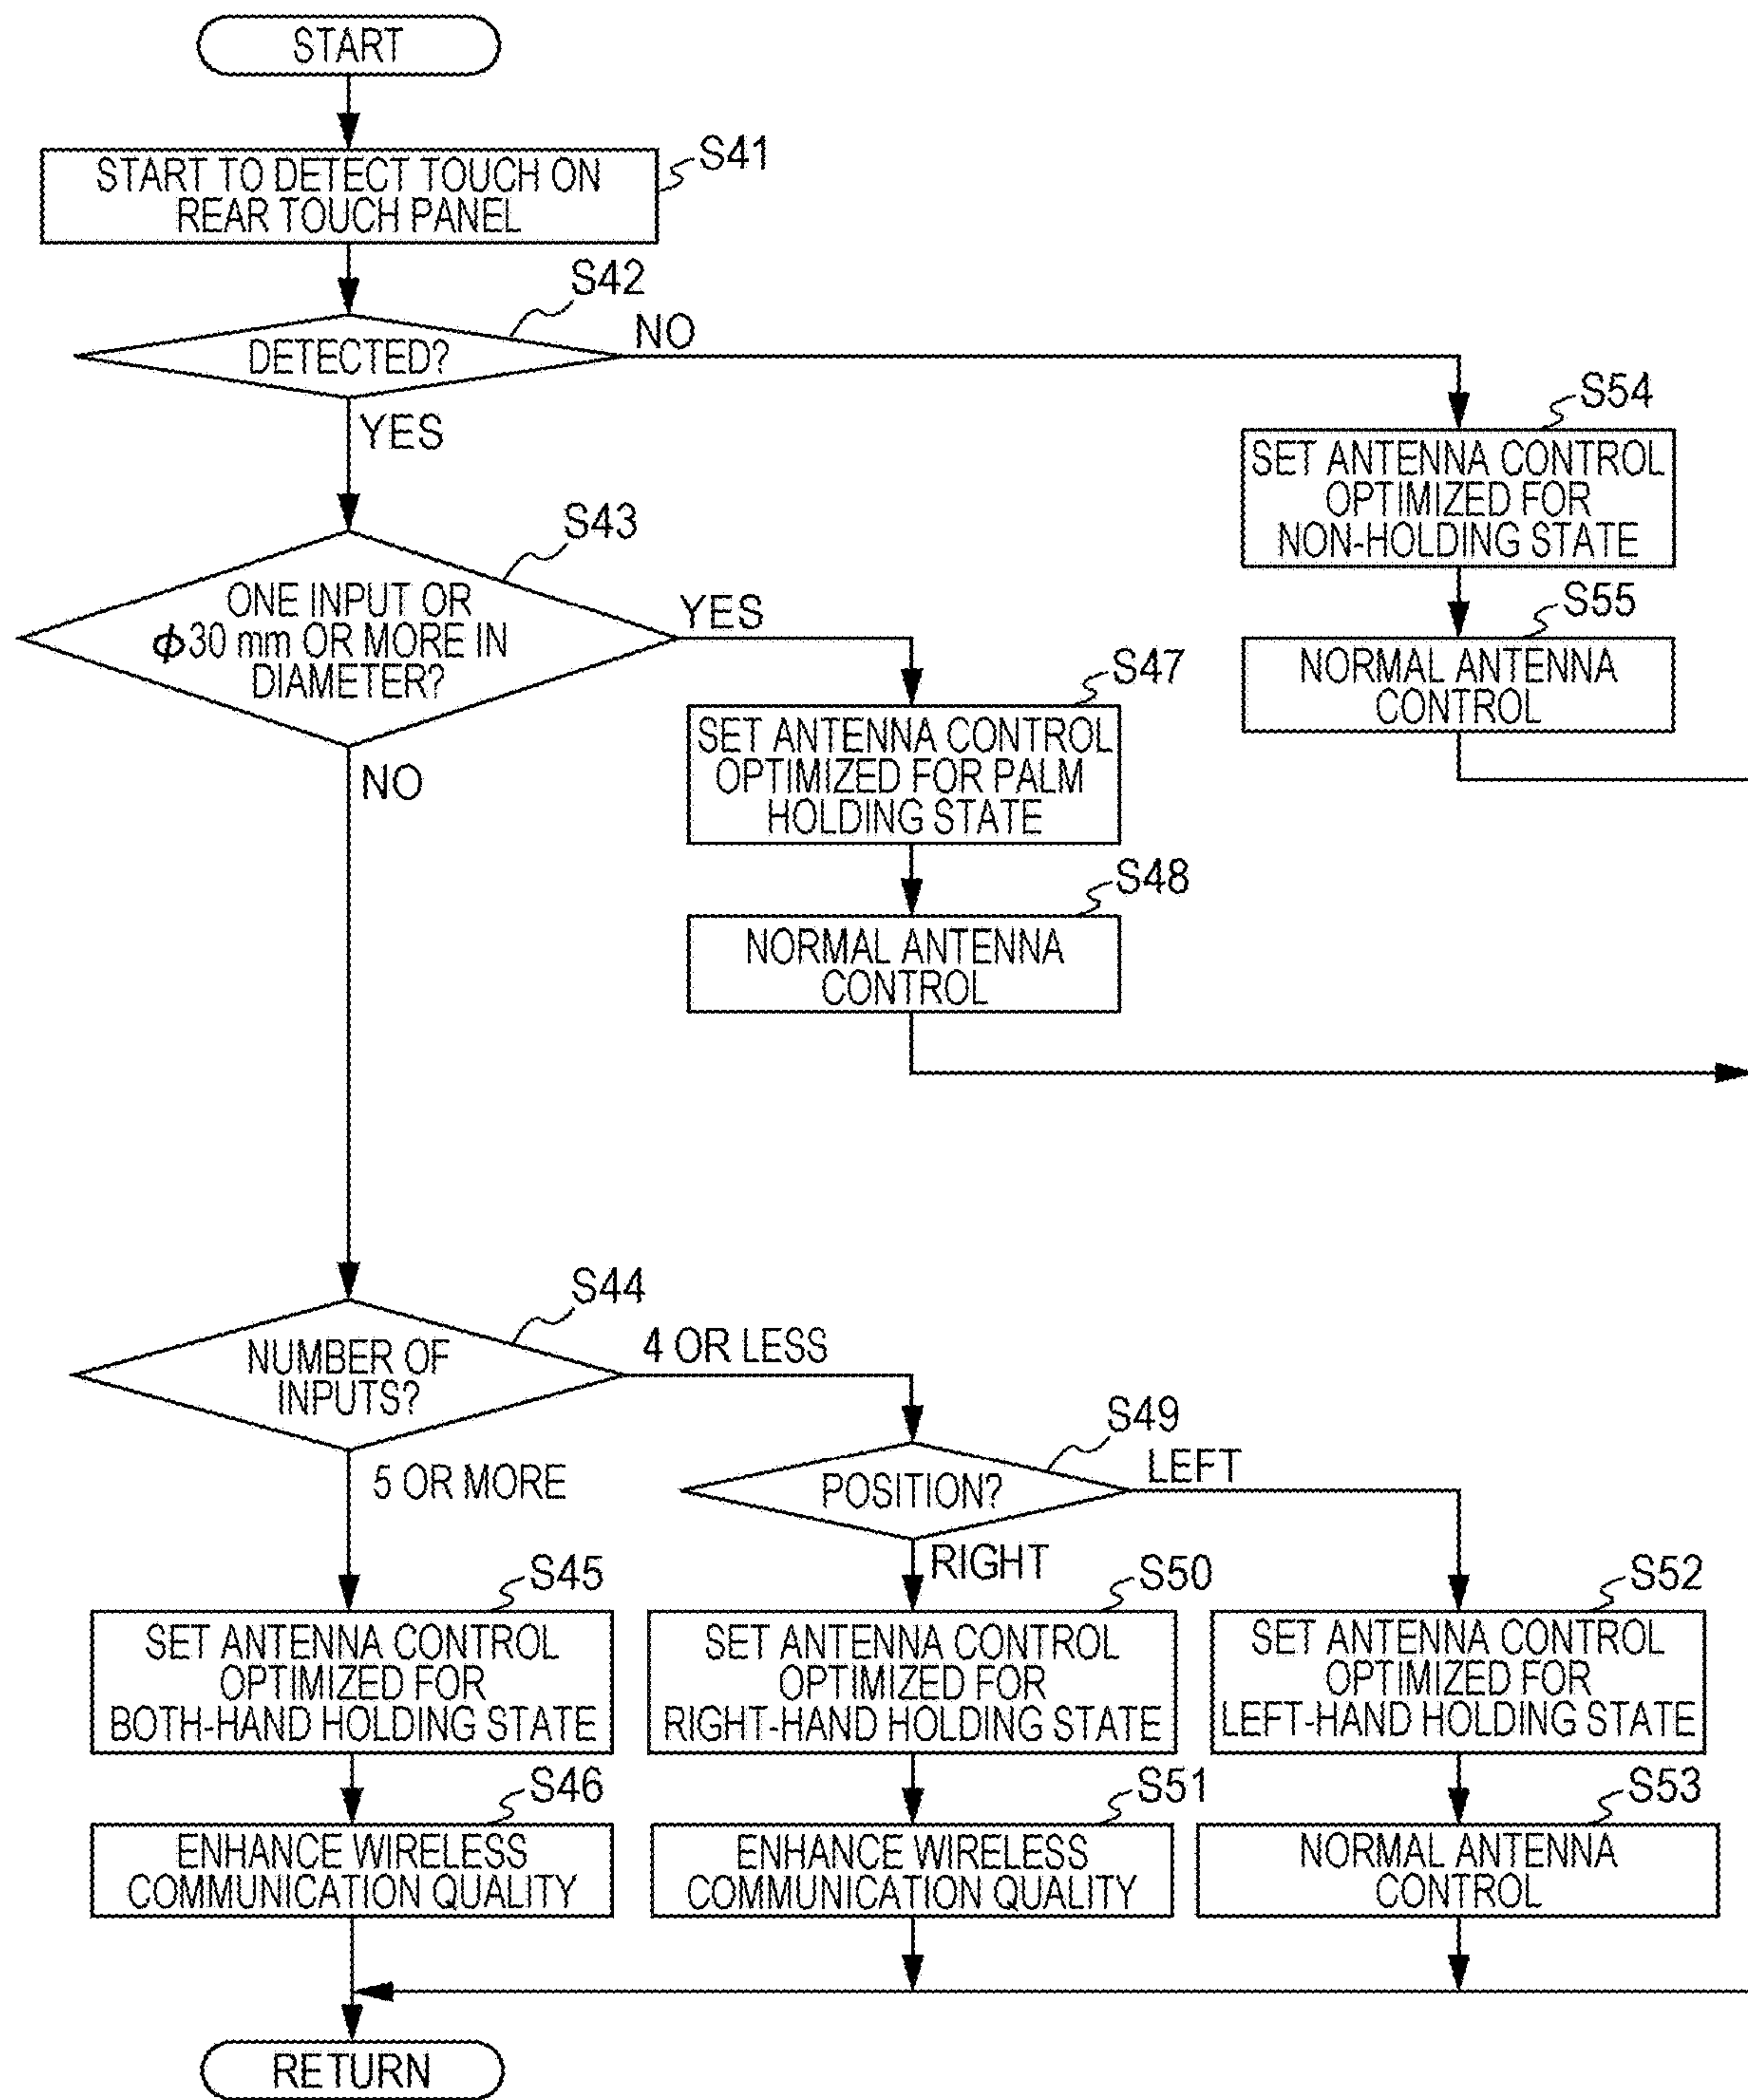 START
S41
START TO DETECT TOUCH ON
REAR TOUCH PANEL
S42
DETECTED?
NO
YES
S54
SET ANTENNA CONTROL
OPTIMIZED FOR
NON-HOLDING STATE
S43
ONE INPUT OR
ϕ30 mm OR MORE IN
DIAMETER?
YES
NO
S55
NORMAL ANTENNA
CONTROL
S47
SET ANTENNA CONTROL
OPTIMIZED FOR PALM
HOLDING STATE
S48
NORMAL ANTENNA
CONTROL
S44
NUMBER OF
INPUTS?
4 OR LESS
5 OR MORE
S49
POSITION?
LEFT
RIGHT
S45
SET ANTENNA CONTROL
OPTIMIZED FOR
BOTH-HAND HOLDING STATE
S50
SET ANTENNA CONTROL
OPTIMIZED FOR
RIGHT-HAND HOLDING STATE
S52
SET ANTENNA CONTROL
OPTIMIZED FOR
LEFT-HAND HOLDING STATE
S46
ENHANCE WIRELESS
COMMUNICATION QUALITY
S51
ENHANCE WIRELESS
COMMUNICATION QUALITY
S53
NORMAL ANTENNA
CONTROL
RETURN